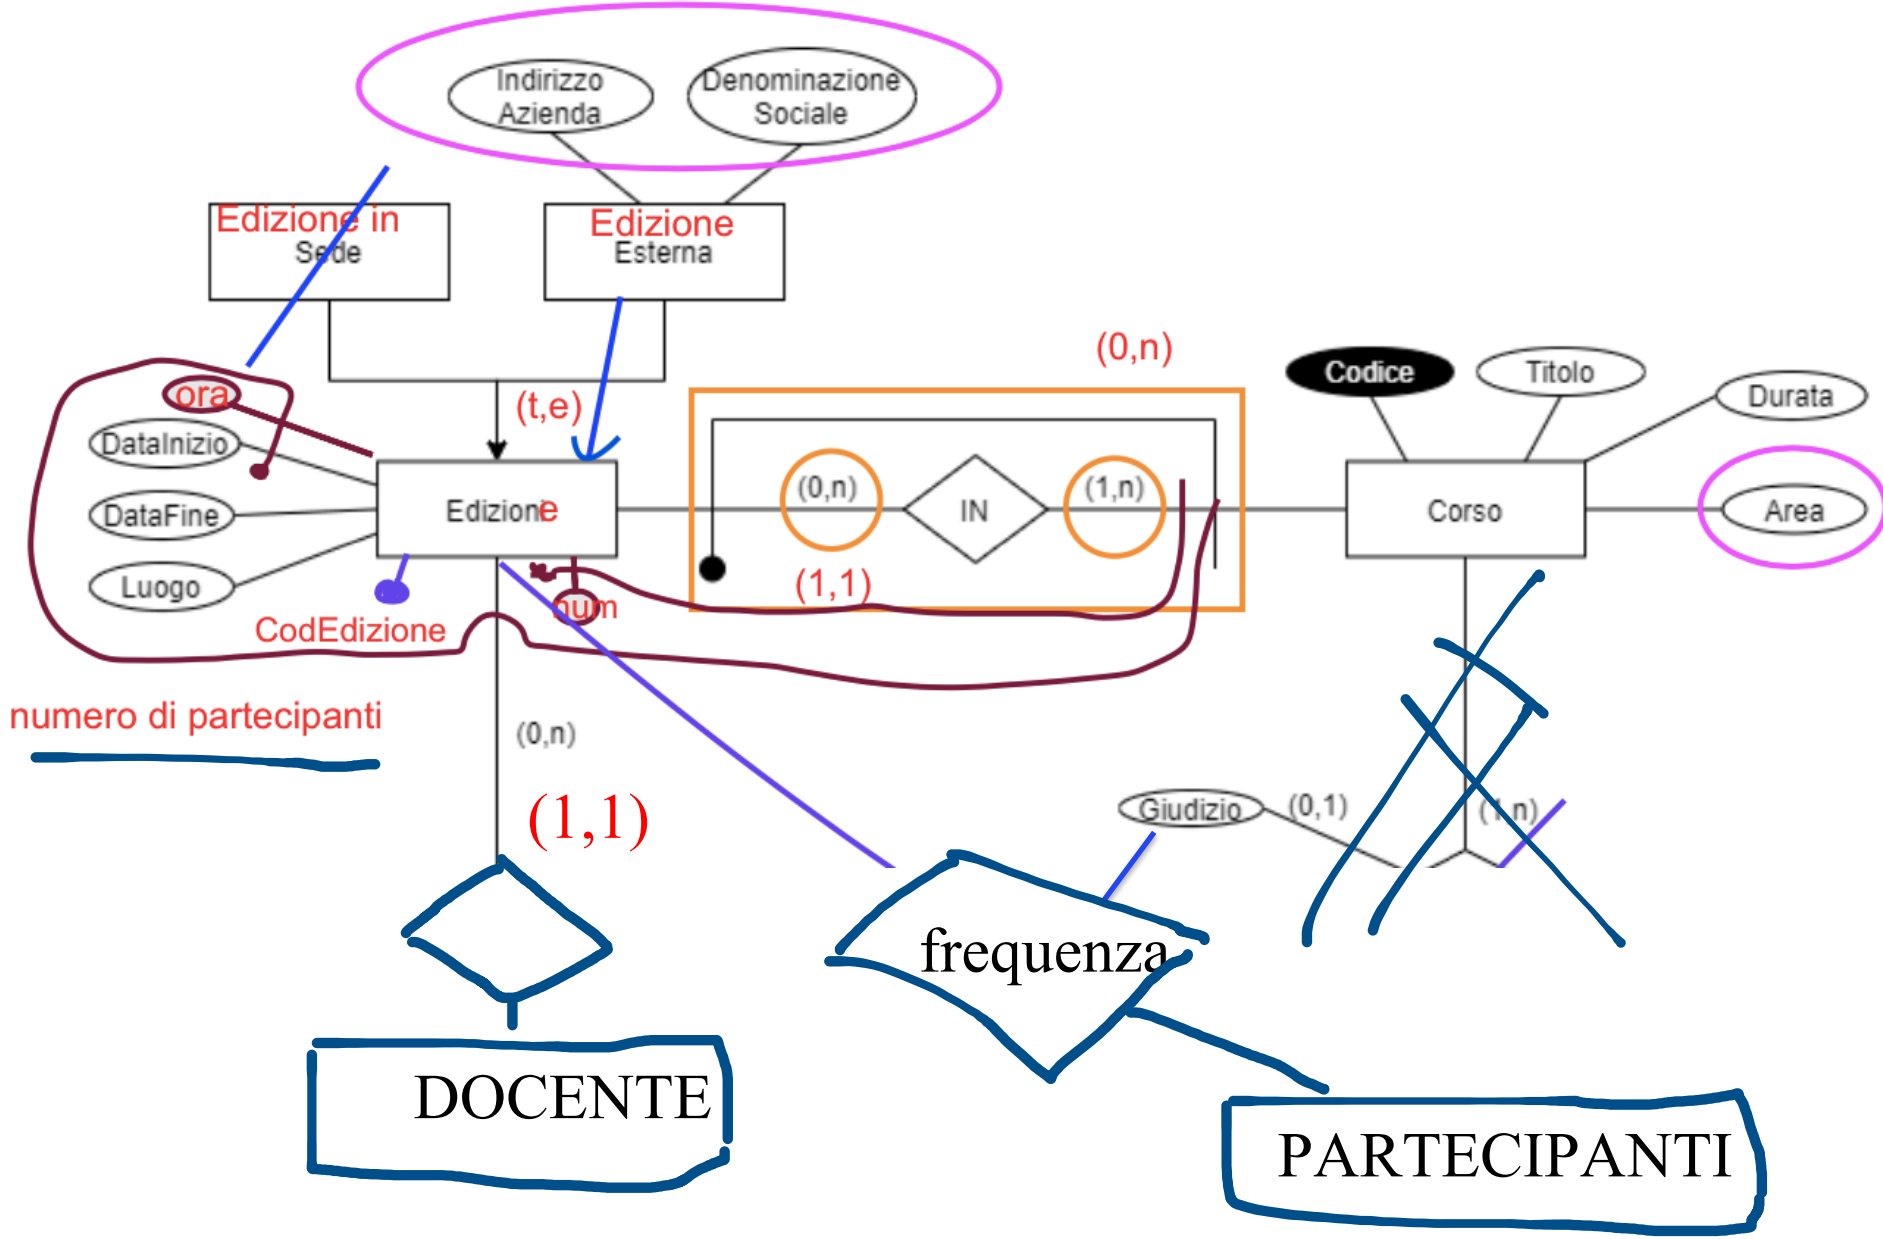 Indirizzo
Azienda
Denominazione
Sociale
Edizione in
Sede
Edizione
Esterna
(0,n)
ora
(t,e)
Codice
Titolo
Durata
DataInizio
DataFine
Luogo
Edizione
(0,n)
IN
(1,n)
Corso
Area
(1,1)
num
CodEdizione
numero di partecipanti
(0,n)
(1,1)
Giudizio
(0,1)
(1,n)
frequenza
DOCENTE
PARTECIPANTI